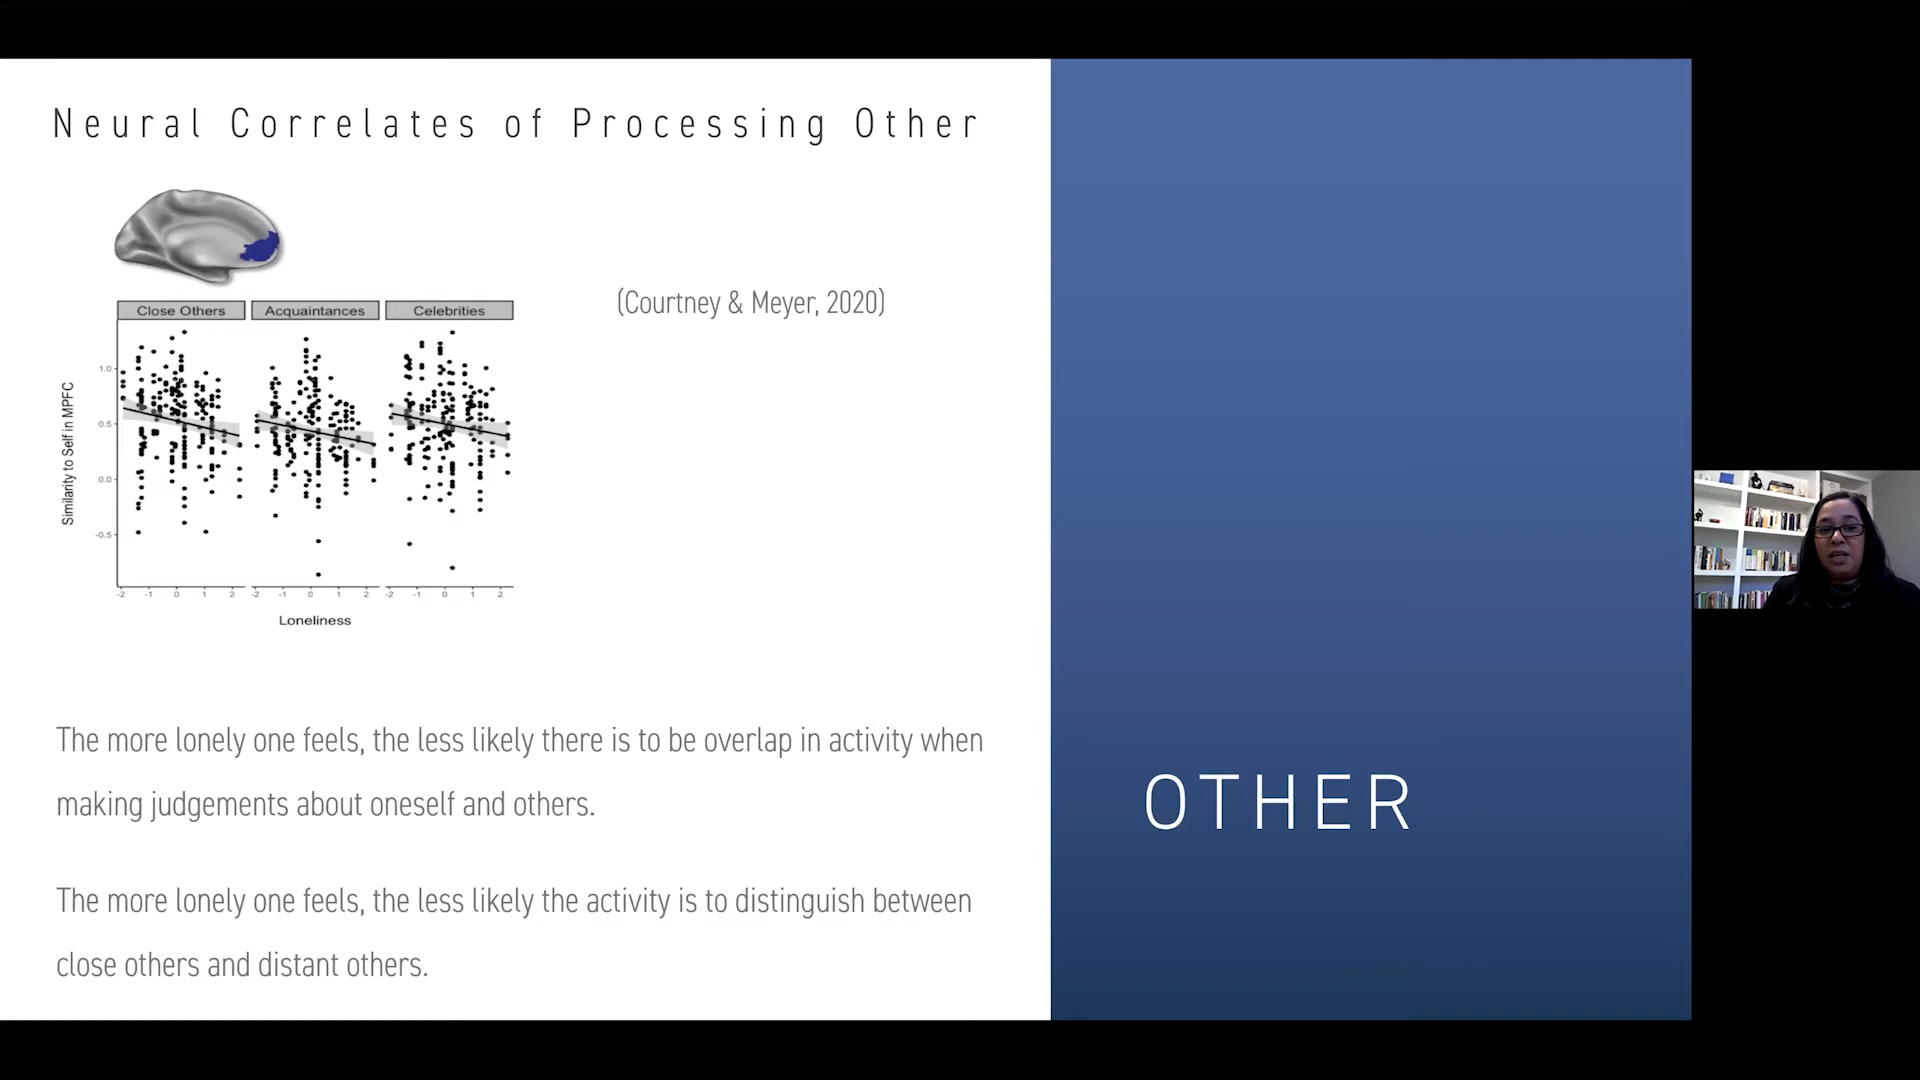 Neural Correlates of Processing Other
Close Others
Acquaintances
Celebrities
(Courtney & Meyer, 2020)
Similarity to Self in MPFC
1.0
0.5
0.0
-0.5
-2 -1 0 1 2 -2 -1 0 1 2 -2 -1 0 1 2
Loneliness
The more lonely one feels, the less likely there is to be overlap in activity when
making judgements about oneself and others.
The more lonely one feels, the less likely the activity is to distinguish between
close others and distant others.
OTHER